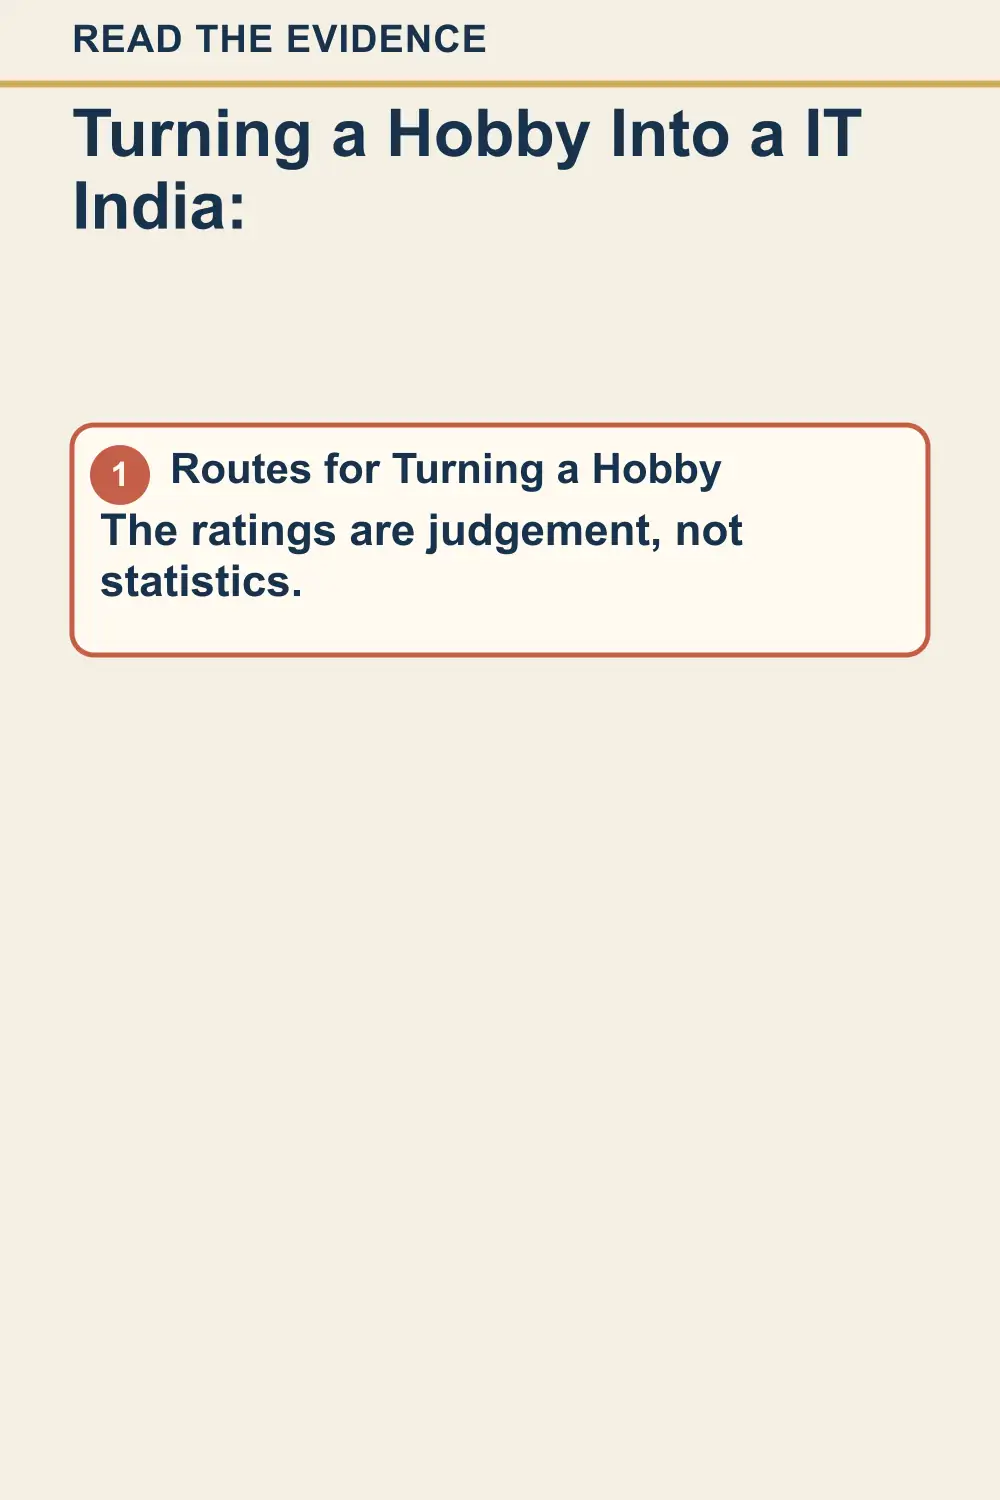 READ THE EVIDENCE
Turning a Hobby Into a IT
India:
1 Routes for Turning a Hobby
The ratings are judgement, not
statistics.